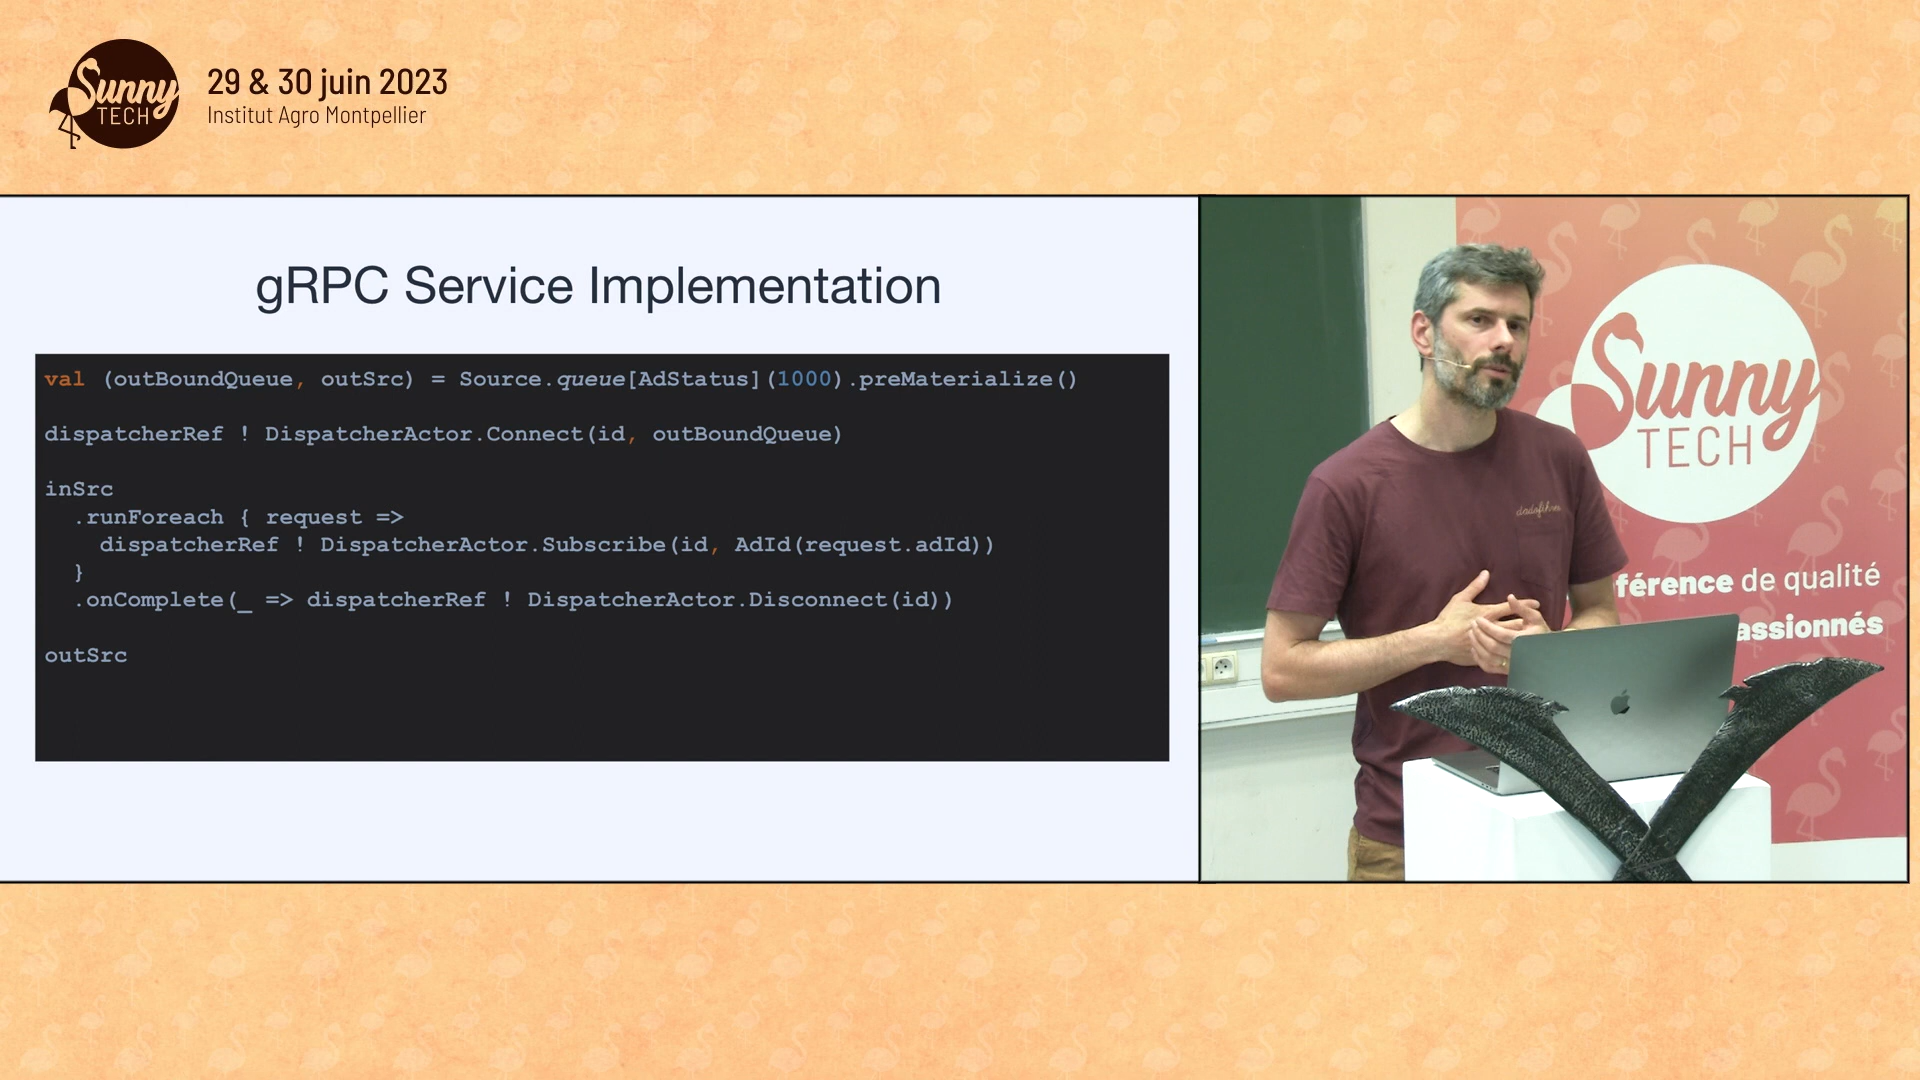 Sunny
TECH
29 & 30 juin 2023
Institut Agro Montpellier
gRPC Service Implementation
val (outBoundQueue, outSrc) = Source.queue[AdStatus](1000).preMaterialize()
dispatcherRef ! DispatcherActor.Connect(id, outBoundQueue)
inSrc
.runForeach { request =>
dispatcherRef ! DispatcherActor.Subscribe(id, AdId(request.adId))
}
.onComplete(_ => dispatcherRef ! DispatcherActor.Disconnect(id))
outSrc
Sunny
TECH
férence de qualité
assionnés